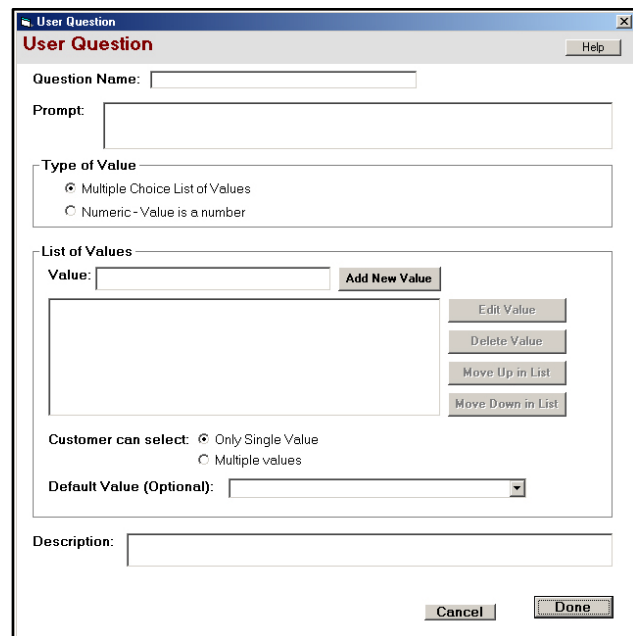 User Question
User Question
Help
Question Name:
Prompt:
Type of Value
Multiple Choice List of Values
Numeric - Value is a number
List of Values
Value:
Add New Value
Edit Value
Delete Value
Move Up in List
Move Down in List
Customer can select:
Only Single Value
Multiple values
Default Value (Optional):
Description:
Cancel
Done